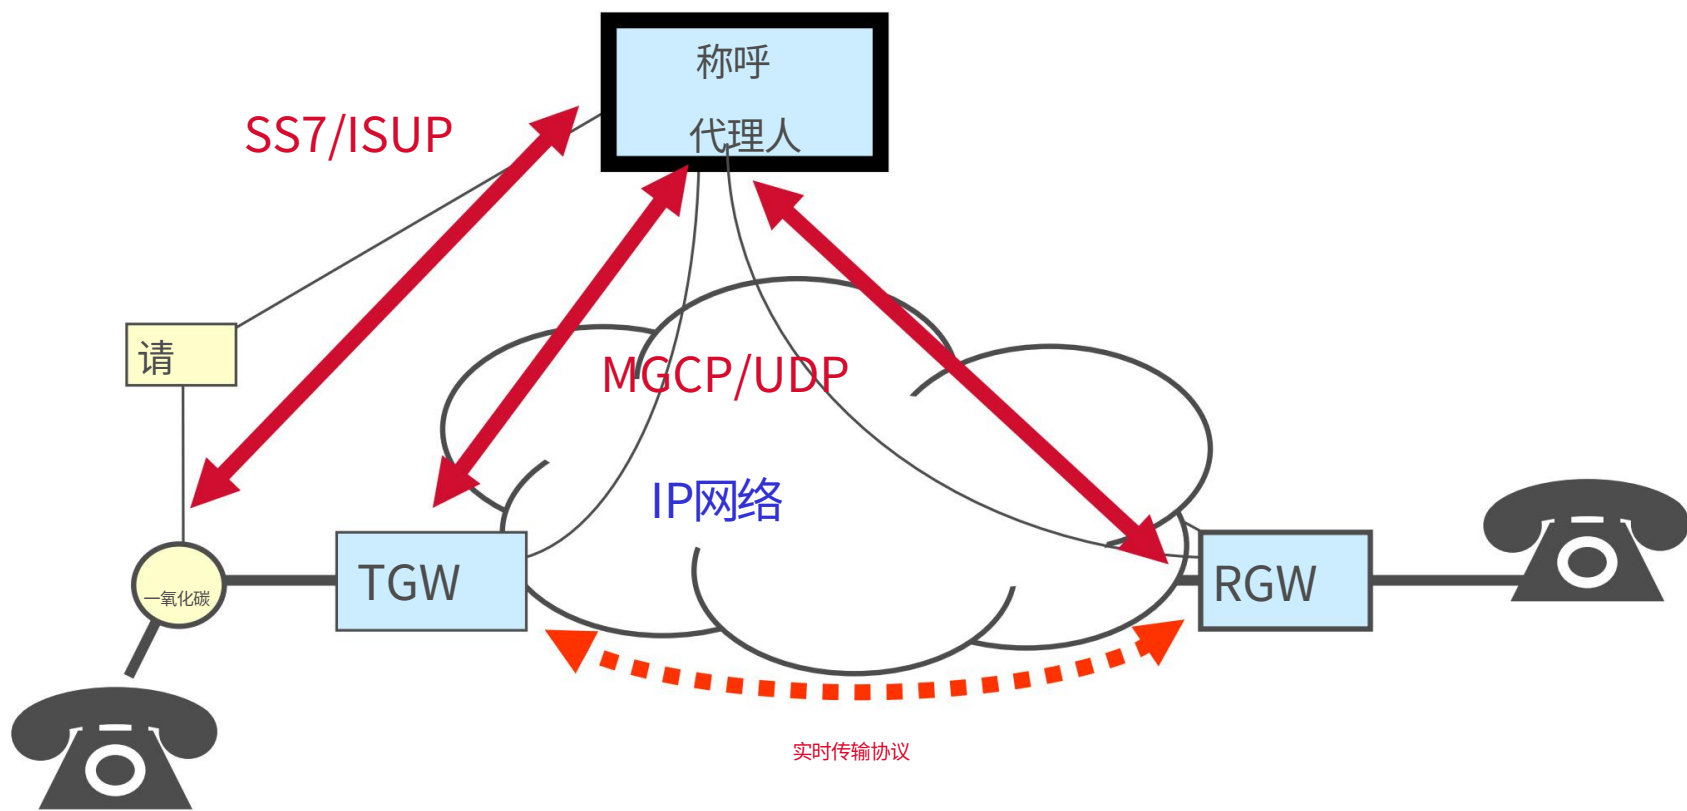 称呼
代理人
SS7/ISUP
请
MGCP/UDP
IP网络
TGW
RGW
一氧化碳
实时传输协议